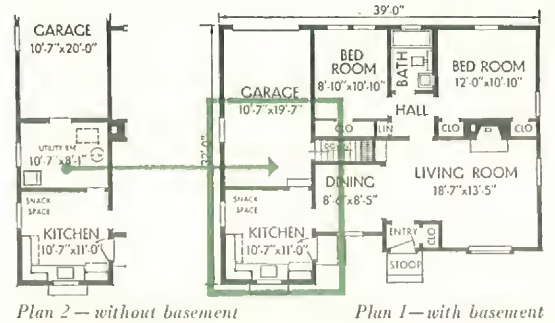 GARAGE
10'-7"x20'-0"
UTILITY RM
10'-7"x8'-1"
SNACK
SPACE
KITCHEN
10'-7"x11'-0"
Plan 2—without basement
39'-0"
BED
ROOM
8'-10"x10'-10"
BATH
BED ROOM
12'-0"x10'-10"
GARAGE
10'-7"x19'-7"
HALL
CLO
LIN
CLO
CLO
DOWN
DINING
8'-6"x8'-5"
LIVING ROOM
18'-7"x13'-5"
SNACK
SPACE
KITCHEN
10'-7"x11'-0"
ENTRY
CLO
STOOP
Plan 1—with basement